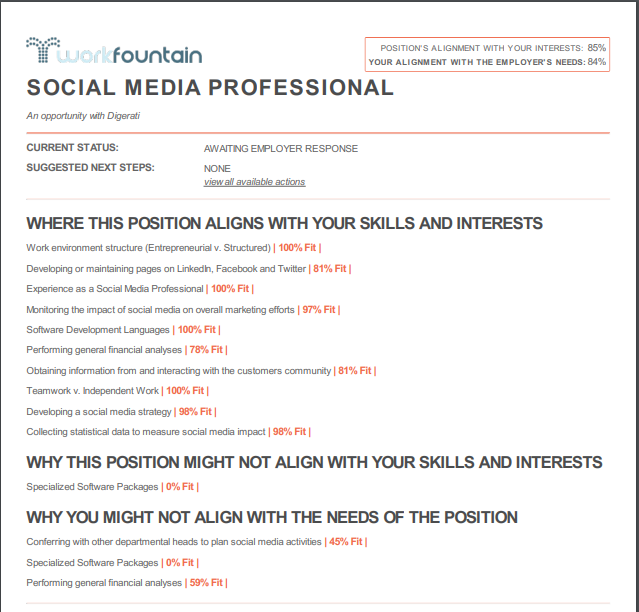 workfountain
POSITION'S ALIGNMENT WITH YOUR INTERESTS: 85%
YOUR ALIGNMENT WITH THE EMPLOYER'S NEEDS: 84%
SOCIAL MEDIA PROFESSIONAL
An opportunity with Digerati
CURRENT STATUS: AWAITING EMPLOYER RESPONSE
SUGGESTED NEXT STEPS: NONE
view all available actions
WHERE THIS POSITION ALIGNS WITH YOUR SKILLS AND INTERESTS
Work environment structure (Entrepreneurial v. Structured) | 100% Fit |
Developing or maintaining pages on LinkedIn, Facebook and Twitter | 81% Fit |
Experience as a Social Media Professional | 100% Fit |
Monitoring the impact of social media on overall marketing efforts | 97% Fit |
Software Development Languages | 100% Fit |
Performing general financial analyses | 78% Fit |
Obtaining information from and interacting with the customers community | 81% Fit |
Teamwork v. Independent Work | 100% Fit |
Developing a social media strategy | 98% Fit |
Collecting statistical data to measure social media impact | 98% Fit |
WHY THIS POSITION MIGHT NOT ALIGN WITH YOUR SKILLS AND INTERESTS
Specialized Software Packages | 0% Fit |
WHY YOU MIGHT NOT ALIGN WITH THE NEEDS OF THE POSITION
Conferring with other departmental heads to plan social media activities | 45% Fit |
Specialized Software Packages | 0% Fit |
Performing general financial analyses | 59% Fit |